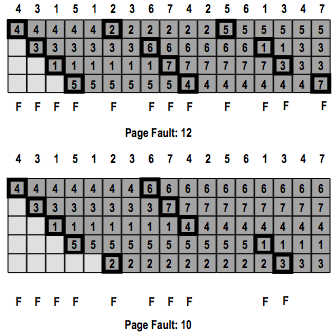 4 3 1 5 1 2 3 6 7 4 2 5 6 1 3 4 7
4 4 4 4 4 2 2 2 2 2 2 5 5 5 5 5 5
3 3 3 3 3 3 6 6 6 6 6 6 1 1 3 3
1 1 1 1 1 1 7 7 7 7 7 7 3 3 3
5 5 5 5 5 5 4 4 4 4 4 4 4 7
F F F F F F F F F F F F
Page Fault: 12
4 3 1 5 1 2 3 6 7 4 2 5 6 1 3 4 7
4 4 4 4 4 4 4 6 6 6 6 6 6 6 6 6 6
3 3 3 3 3 3 3 7 7 7 7 7 7 7 7 7
1 1 1 1 1 1 1 4 4 4 4 4 4 4 4
5 5 5 5 5 5 5 5 5 5 1 1 1 1
2 2 2 2 2 2 2 2 2 3 3 3
F F F F F F F F F F
Page Fault: 10